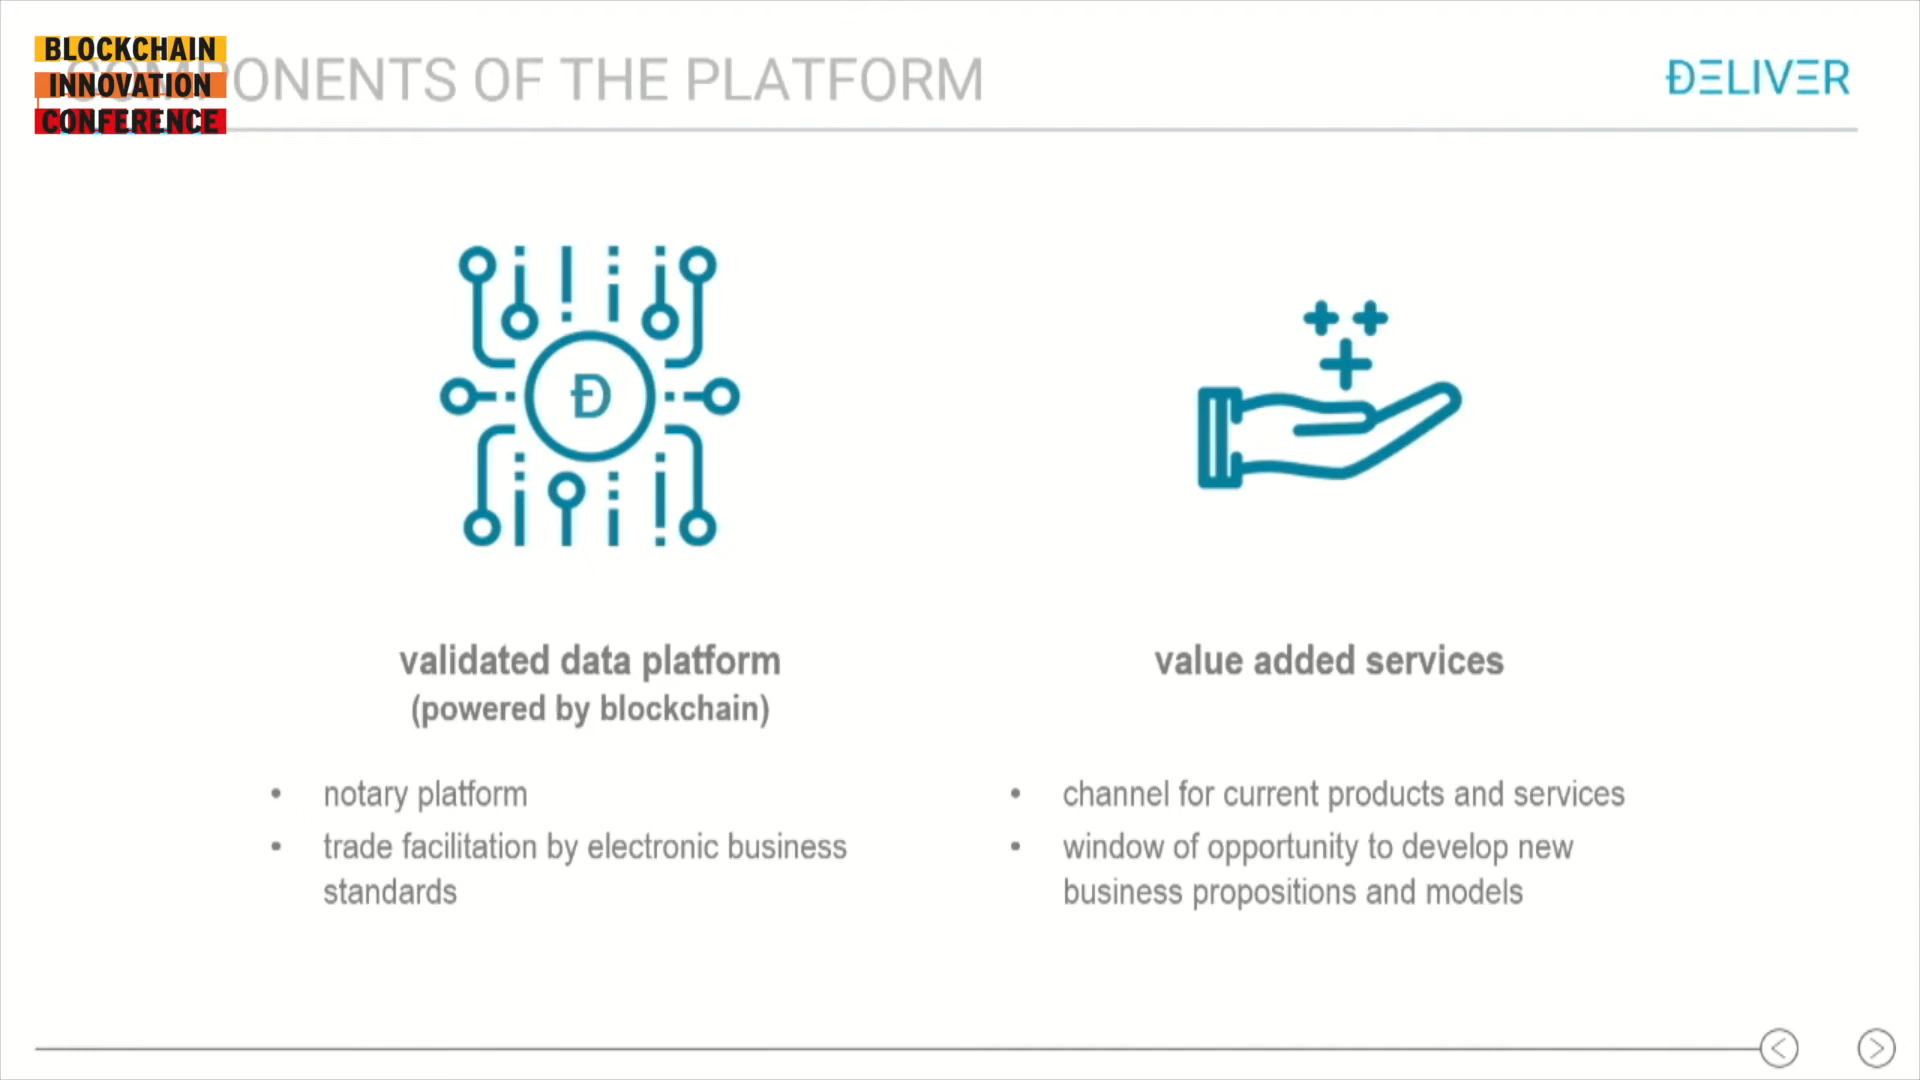 BLOCKCHAIN
INNOVATION
CONFERENCE
COMPONENTS OF THE PLATFORM
ĐELIVER
Đ
validated data platform
(powered by blockchain)
• notary platform
• trade facilitation by electronic business
standards
value added services
• channel for current products and services
• window of opportunity to develop new
business propositions and models